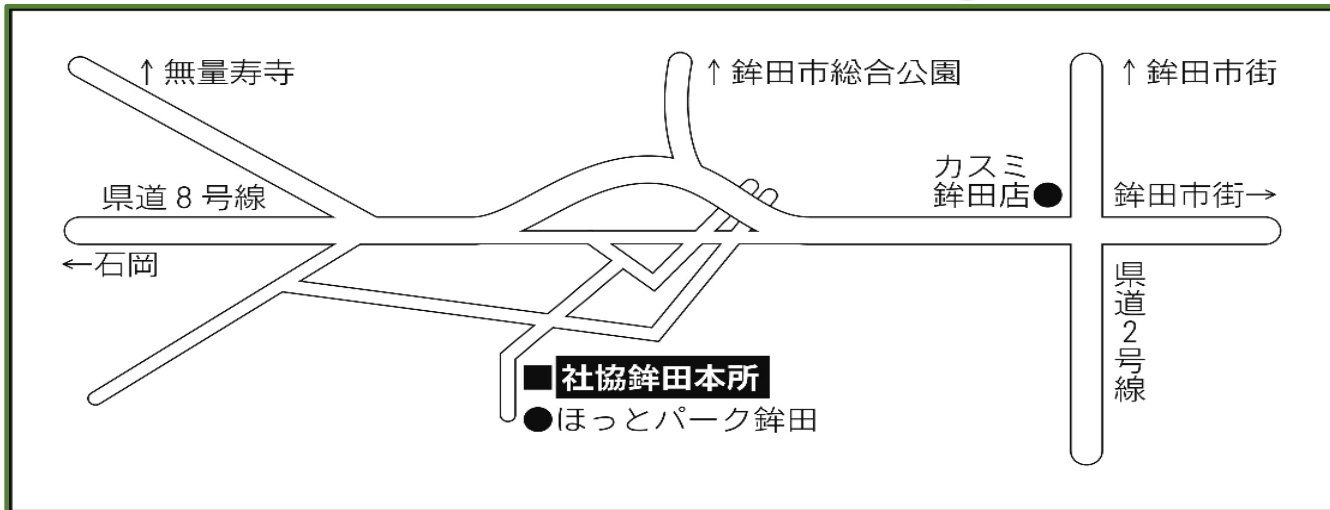 ↑無量寿寺
↑鉾田市総合公園
↑鉾田市街
県道8号線
カスミ
鉾田店●
鉾田市街→
←石岡
県道2号線
■社協鉾田本所
●ほっとパーク鉾田